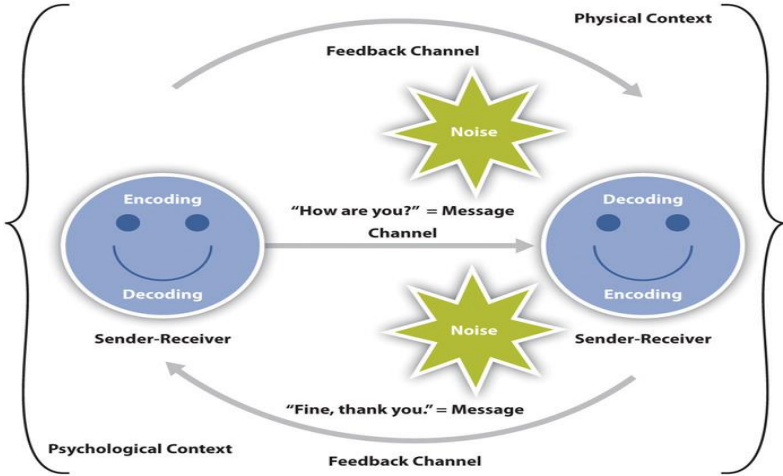 Physical Context
Feedback Channel
Noise
Encoding
Decoding
“How are you?” = Message
Channel
Decoding
Encoding
Sender-Receiver
Noise
Sender-Receiver
“Fine, thank you.” = Message
Psychological Context
Feedback Channel